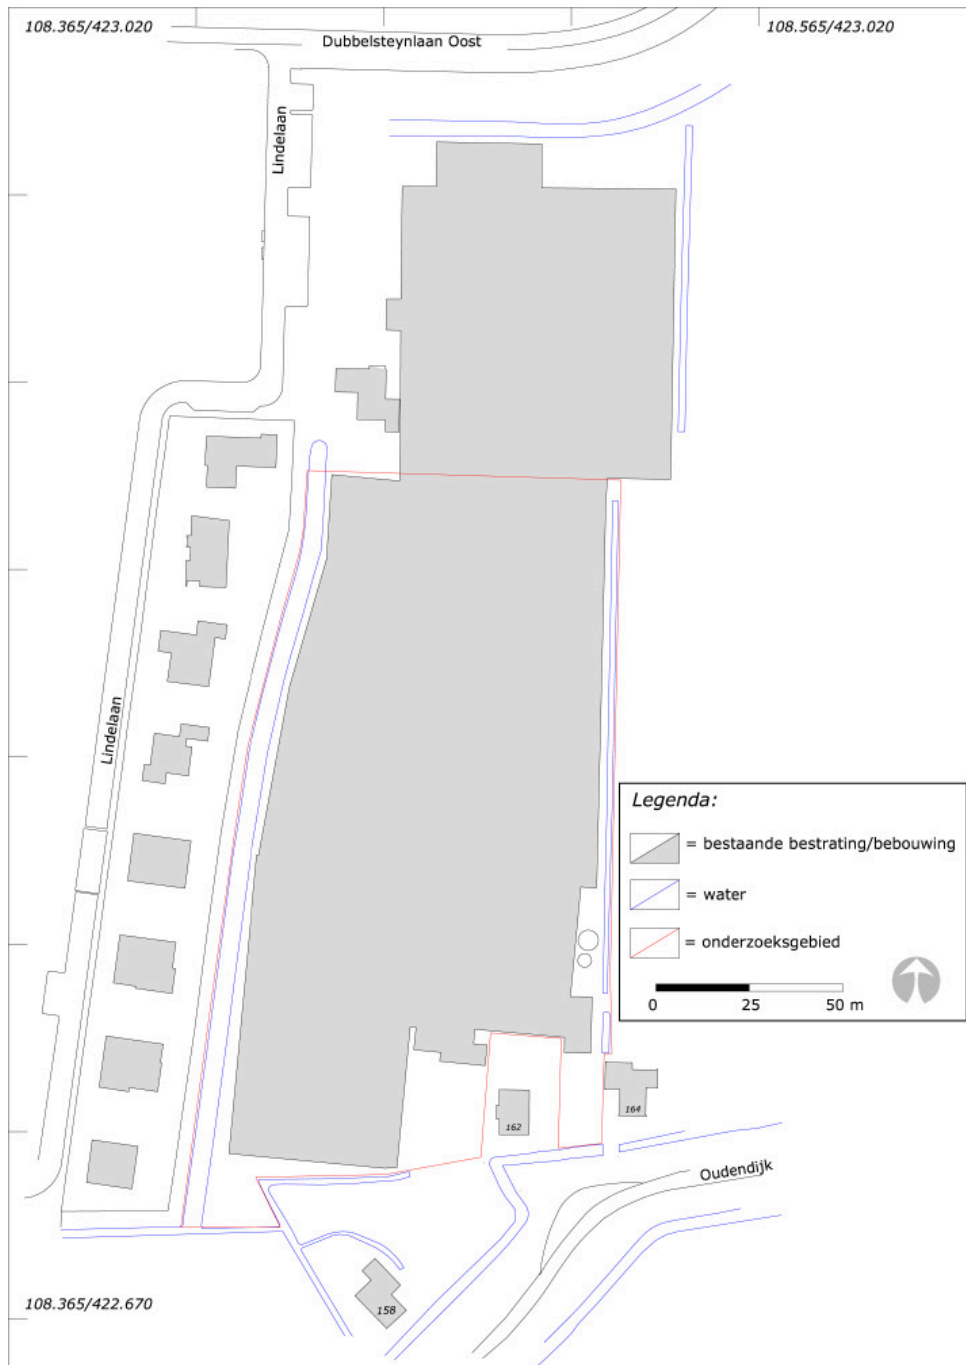 108.365/423.020
108.565/423.020
Dubbelsteynlaan Oost
Lindelaan
Lindelaan
Legenda:
= bestaande bestrating/bebouwing
= water
= onderzoeksgebied
0 25 50 m
162
164
Oudendijk
158
108.365/422.670